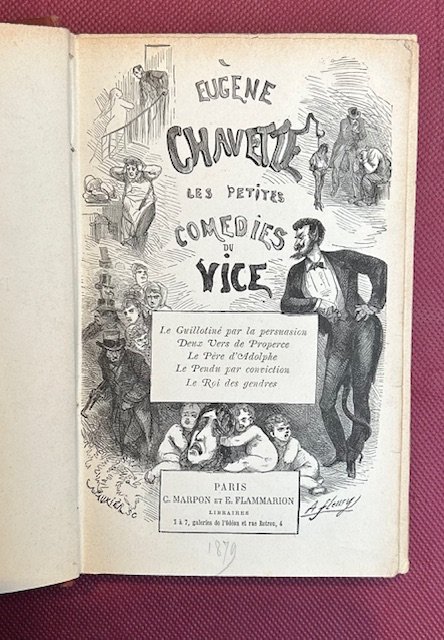 EUGÈNE
CHAVETTE
LES PETITES
COMEDIES
DU
VICE
Le Guillotiné par la persuasion
Deux Vers de Properce
Le Père d'Adolphe
Le Pendu par conviction
Le Roi des gendres
PARIS
C. MARPON ET E. FLAMMARION
LIBRAIRES
1 à 7, galeries de l'Odéon et rue Rotrou, 4
A. fleury
1879